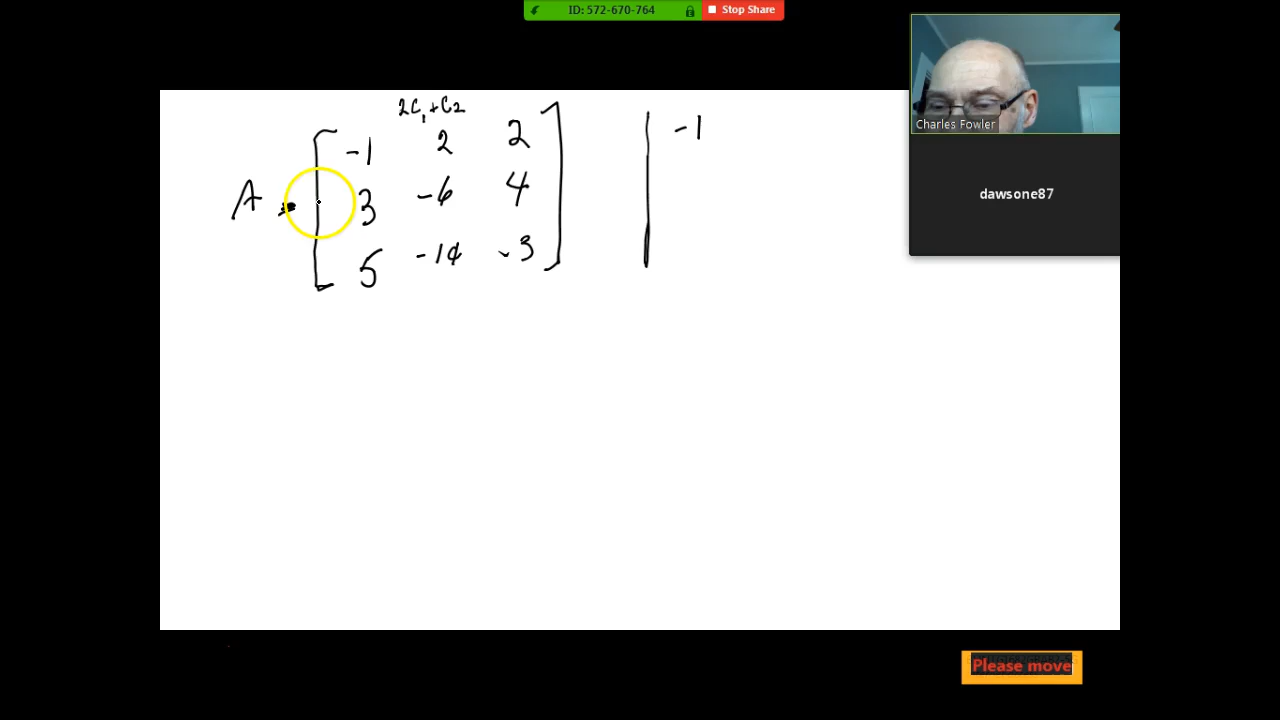 ID: 572-670-764 Stop Share
Charles Fowler
dawsone87
2C₁+C2
-1 2 2
A = 3 -6 4
5 -14 -3
-1
Please move